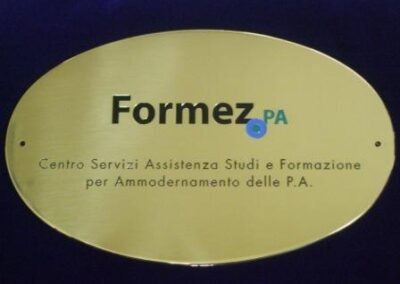 Formez PA
Centro Servizi Assistenza Studi e Formazione
per Ammodernamento delle P.A.